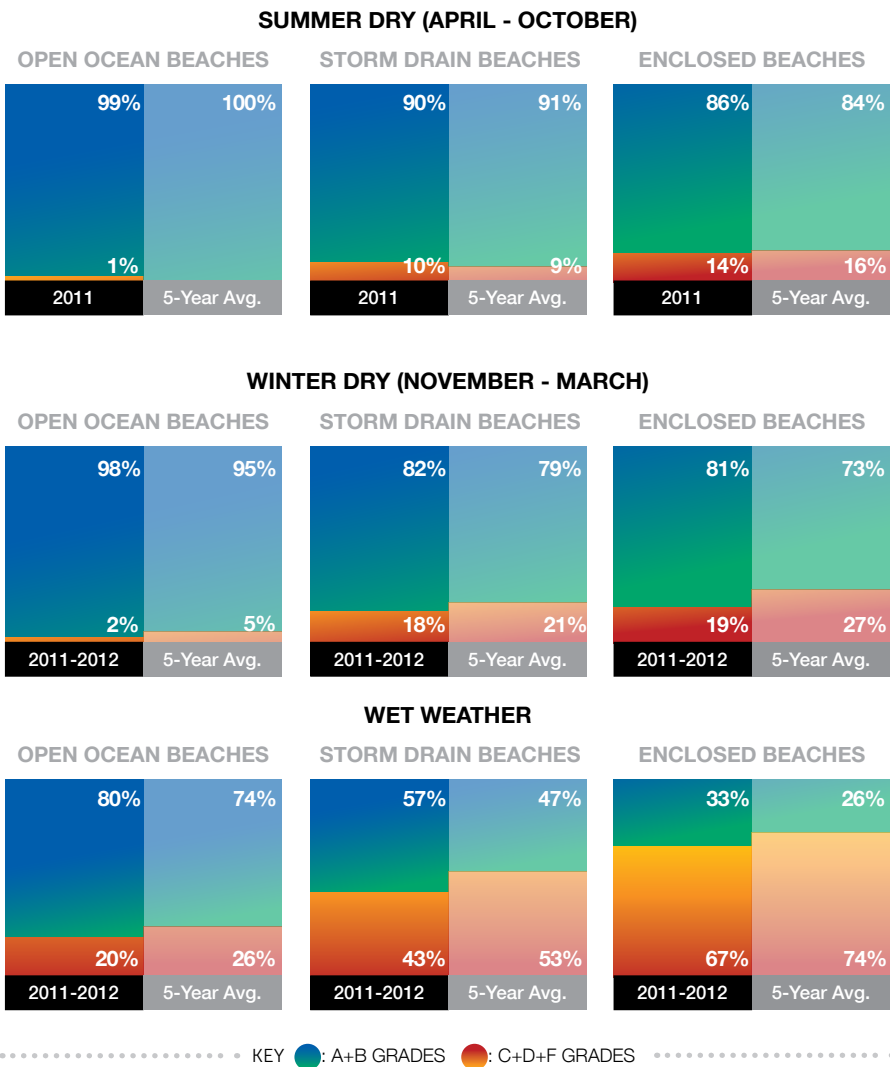 SUMMER DRY (APRIL - OCTOBER)
OPEN OCEAN BEACHES STORM DRAIN BEACHES ENCLOSED BEACHES
99% 100% 90% 91% 86% 84%
1% 10% 9% 14% 16%
2011 5-Year Avg. 2011 5-Year Avg. 2011 5-Year Avg.
WINTER DRY (NOVEMBER - MARCH)
OPEN OCEAN BEACHES STORM DRAIN BEACHES ENCLOSED BEACHES
98% 95% 82% 79% 81% 73%
2% 5% 18% 21% 19% 27%
2011-2012 5-Year Avg. 2011-2012 5-Year Avg. 2011-2012 5-Year Avg.
WET WEATHER
OPEN OCEAN BEACHES STORM DRAIN BEACHES ENCLOSED BEACHES
80% 74% 57% 47% 33% 26%
20% 26% 43% 53% 67% 74%
2011-2012 5-Year Avg. 2011-2012 5-Year Avg. 2011-2012 5-Year Avg.
KEY : A+B GRADES : C+D+F GRADES